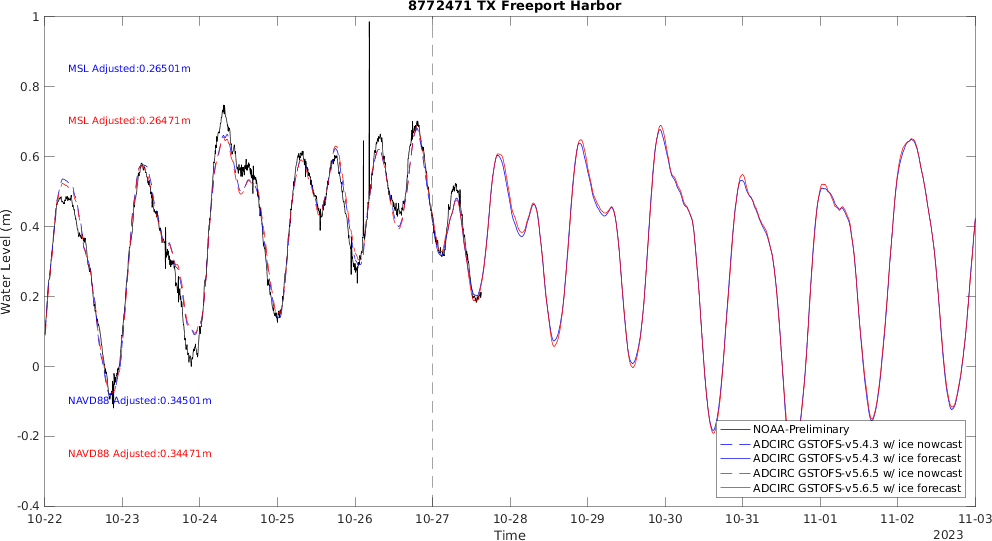 8772471 TX Freeport Harbor
1
0.8
0.6
0.4
0.2
0
-0.2
-0.4
Water Level (m)
MSL Adjusted:0.26501m
MSL Adjusted:0.26471m
NAVD88 Adjusted:0.34501m
NAVD88 Adjusted:0.34471m
NOAA-Preliminary
ADCIRC GSTOFS-v5.4.3 w/ ice nowcast
ADCIRC GSTOFS-v5.4.3 w/ ice forecast
ADCIRC GSTOFS-v5.6.5 w/ ice nowcast
ADCIRC GSTOFS-v5.6.5 w/ ice forecast
10-22 10-23 10-24 10-25 10-26 10-27 10-28 10-29 10-30 10-31 11-01 11-02 11-03
Time
2023